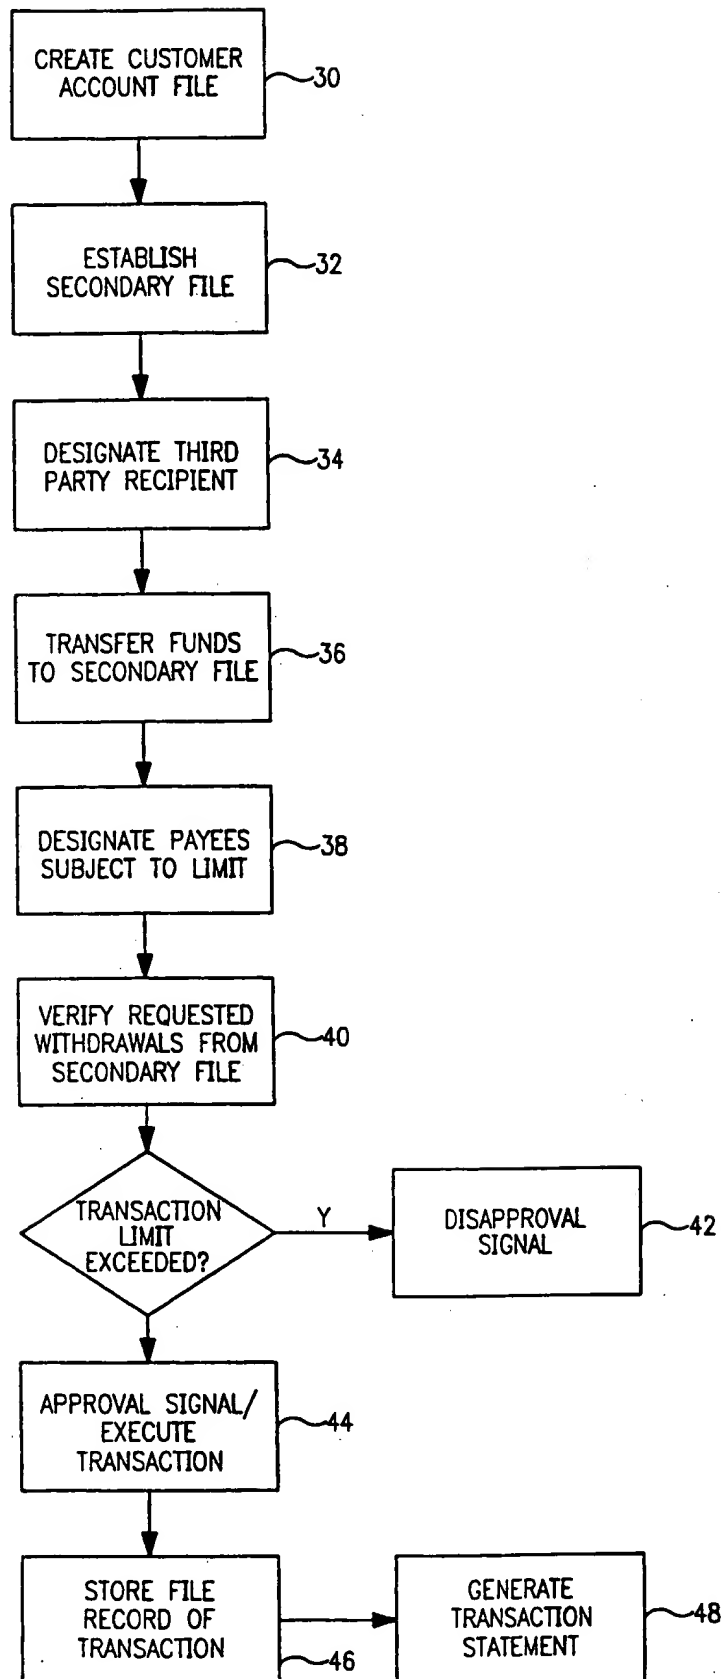 CREATE CUSTOMER
ACCOUNT FILE
30
ESTABLISH
SECONDARY FILE
32
DESIGNATE THIRD
PARTY RECIPIENT
34
TRANSFER FUNDS
TO SECONDARY FILE
36
DESIGNATE PAYEES
SUBJECT TO LIMIT
38
VERIFY REQUESTED
WITHDRAWALS FROM
SECONDARY FILE
40
TRANSACTION
LIMIT
EXCEEDED?
Y
DISAPPROVAL
SIGNAL
42
APPROVAL SIGNAL/
EXECUTE
TRANSACTION
44
STORE FILE
RECORD OF
TRANSACTION
46
GENERATE
TRANSACTION
STATEMENT
48